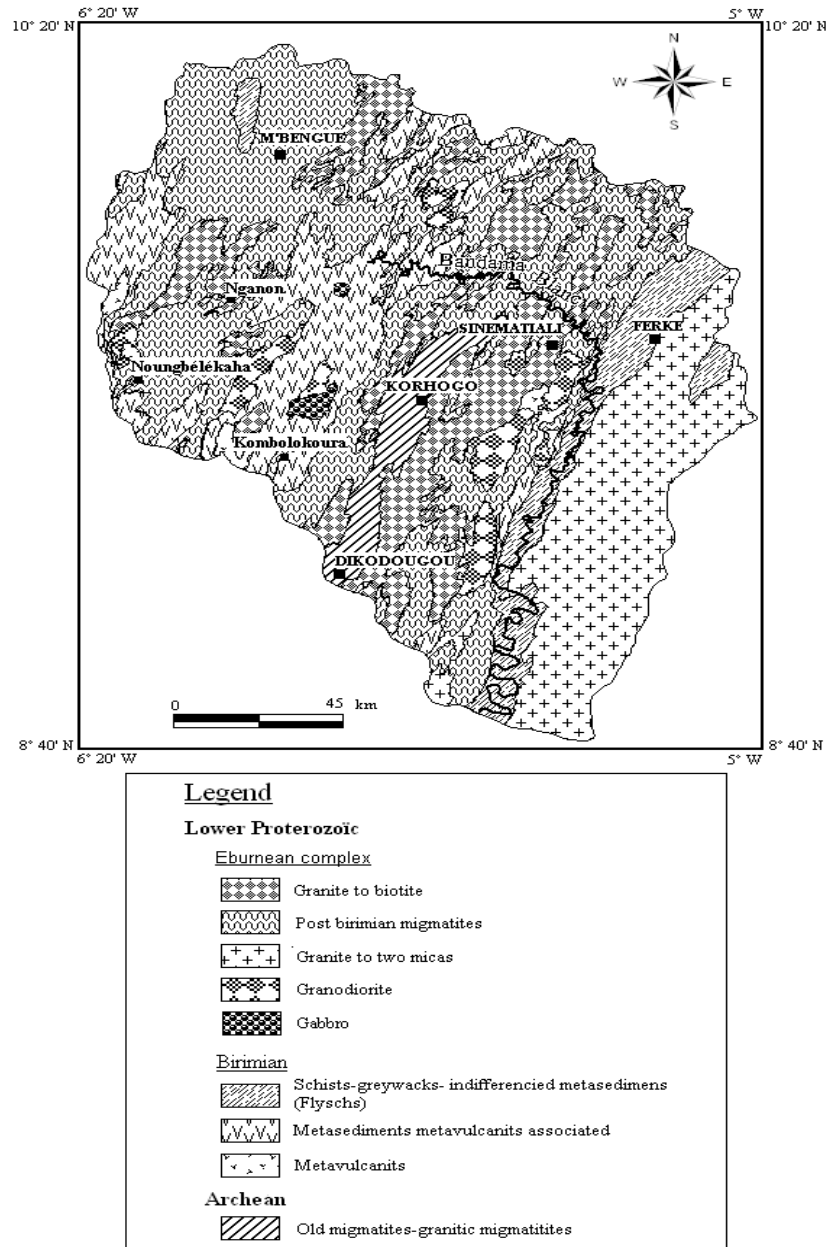 6° 20' W
5° W
10° 20' N
10° 20' N
N
W
E
S
M'BENGUE
Bandama
Nganon
SINEMATIALI
FERKE
Noungbélékaha
KORHOGO
Kombolokoura
DIKODOUGOU
0
45
km
8° 40' N
8° 40' N
6° 20' W
5° W
Legend
Lower Proterozoïc
Eburnean complex
Granite to biotite
Post birimian migmatites
Granite to two micas
Granodiorite
Gabbro
Birimian
Schists-greywacks- indifferencied metasedimens
(Flyschs)
Metasediments metavulcanits associated
Metavulcanits
Archean
Old migmatites-granitic migmatitites